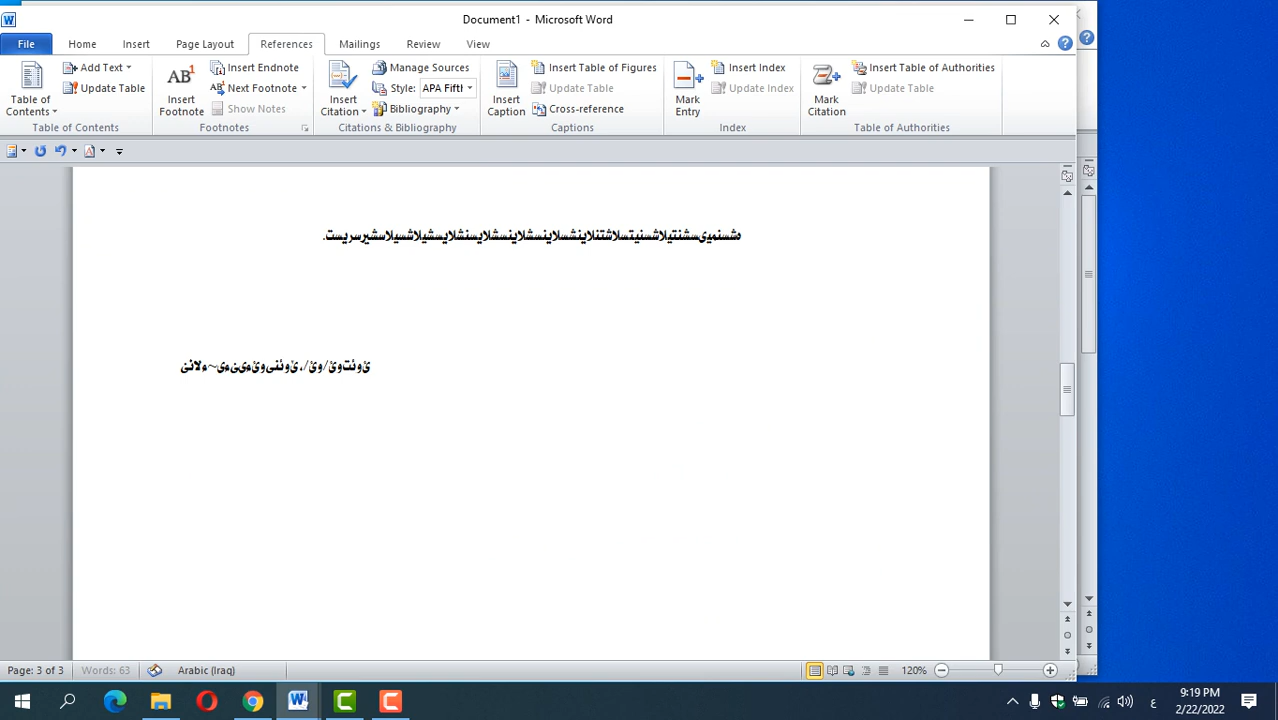 Document1 - Microsoft Word
File Home Insert Page Layout References Mailings Review View
Table of Contents
Add Text
Update Table
Table of Contents
AB1
Insert Footnote
Insert Endnote
Next Footnote
Show Notes
Footnotes
Insert Citation
Manage Sources
Style: APA Fifth
Bibliography
Citations & Bibliography
Insert Caption
Insert Table of Figures
Update Table
Cross-reference
Captions
Mark Entry
Insert Index
Update Index
Index
Mark Citation
Insert Table of Authorities
Update Table
Table of Authorities
Page: 3 of 3 Words: 63 Arabic (Iraq) 120%
ع
9:19 PM
2/22/2022